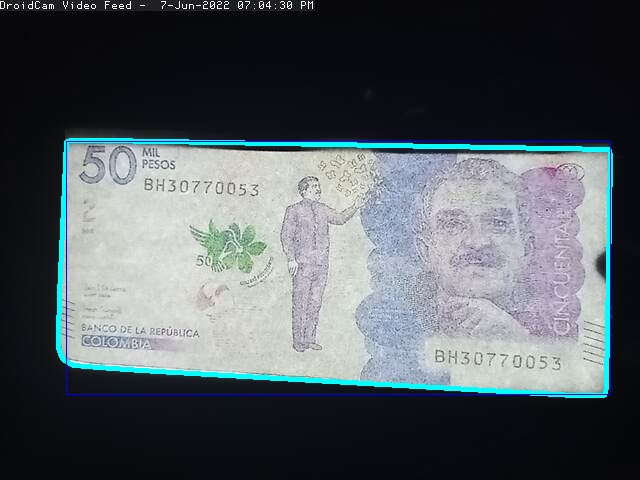 DroidCam Video Feed - 7-Jun-2022 07:04:30 PM
50 MIL
PESOS
BH30770053
50
CINCUENTA
BANCO DE LA REPÚBLICA
COLOMBIA
BH30770053